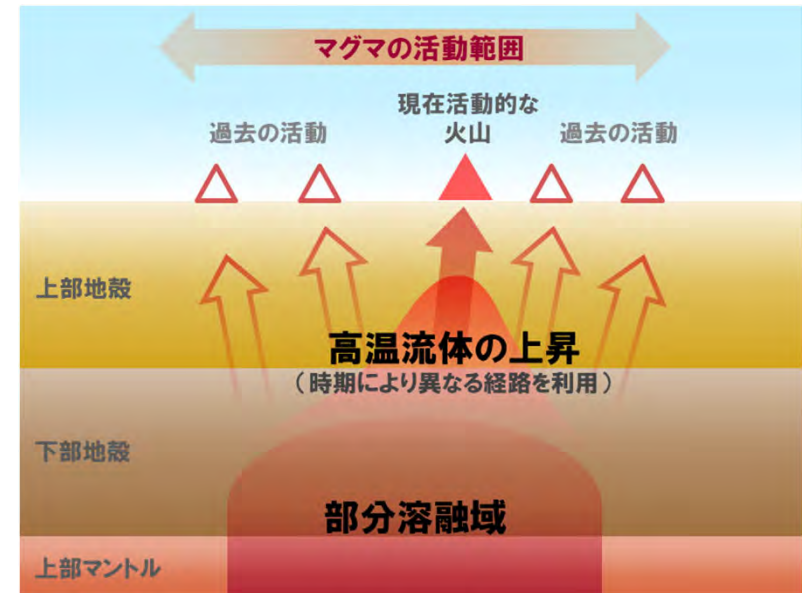 マグマの活動範囲
現在活動的な
火山
過去の活動
過去の活動
上部地殻
高温流体の上昇
（時期により異なる経路を利用）
下部地殻
部分溶融域
上部マントル